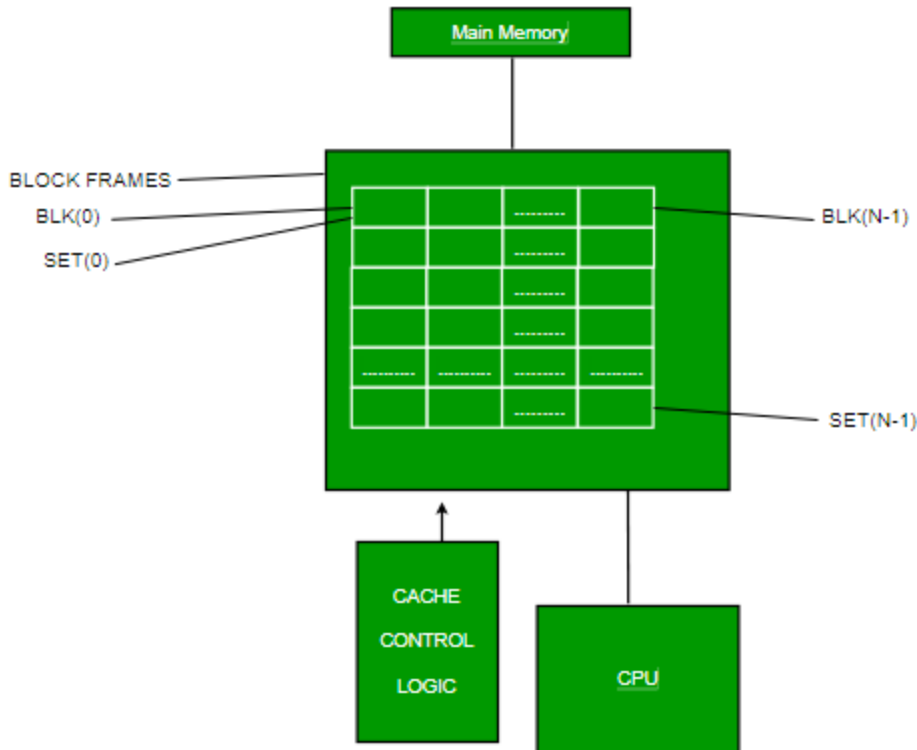 Main Memory
BLOCK FRAMES
BLK(0)
BLK(N-1)
SET(0)
---------
---------
---------
---------
---------- ---------- --------- ----------
---------
SET(N-1)
CACHE
CONTROL
LOGIC
CPU